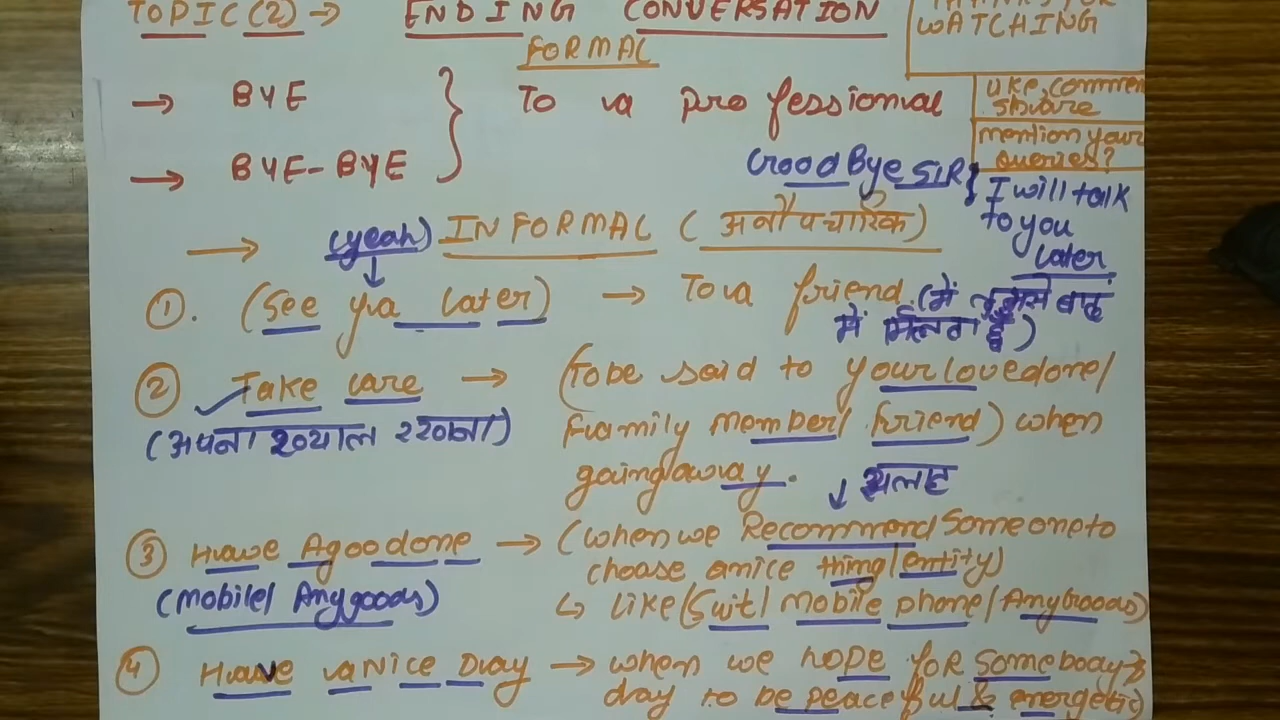 TOPIC (2) → ENDING CONVERSATION
FORMAL
WATCHING
→ BYE
→ BYE-BYE
To a professional
Like, commen
share
mention your
queries?
Good Bye SIR
I will talk
to you
Later
→ INFORMAL (अनौपचारिक)
(yeah)
①. (See ya later) → To a friend. (में तुमसे बाद
में मिलता हूँ)
② Take care → (To be said to your loved one/
(अपना ख्याल रखना)
Family member/ friend) when
going away.
↓ सलाह
③ Have A good one → (when we Recommend Someone to
choose a nice thing/entity)
(mobile/ Any goods)
↳ Like (Suit/ mobile phone/ Any Goods)
④ Have a Nice Day → when we hope for somebody's
day to be peaceful & energetic)